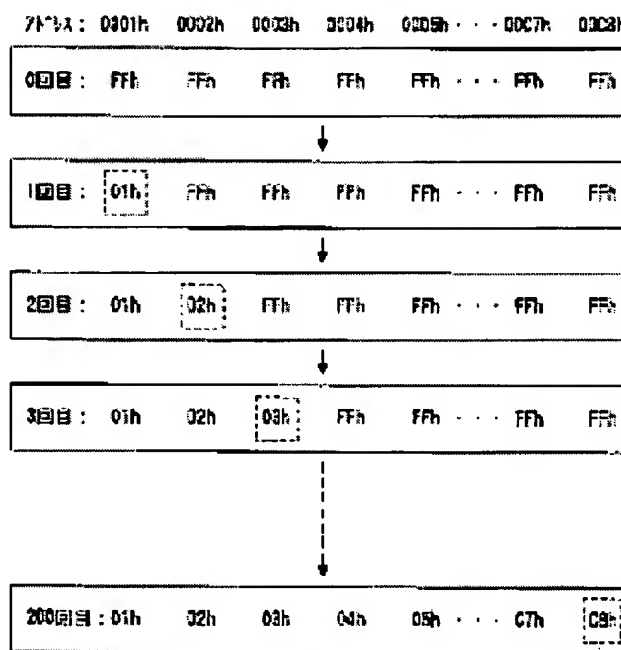 アドレス: 0001h 0002h 0003h 0004h 0005h ・・・ 00C7h 00C8h
0回目: FFh FFh FFh FFh FFh ・・・ FFh FFh
1回目: 01h FFh FFh FFh FFh ・・・ FFh FFh
2回目: 01h 02h FFh FFh FFh ・・・ FFh FFh
3回目: 01h 02h 03h FFh FFh ・・・ FFh FFh
200回目: 01h 02h 03h 04h 05h ・・・ C7h C8h